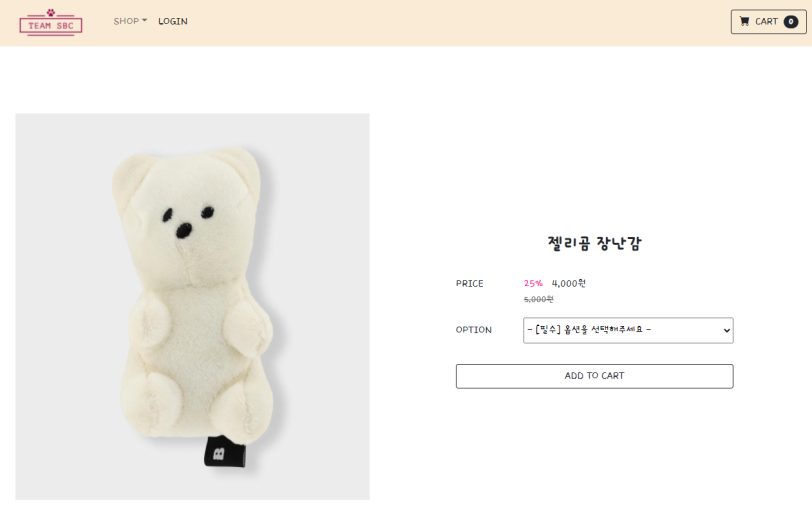 TEAM SBC
SHOP
LOGIN
CART 0
젤리곰 장난감
PRICE 25% 4,000원
5,000원
OPTION - [필수] 옵션을 선택해주세요 -
ADD TO CART
B